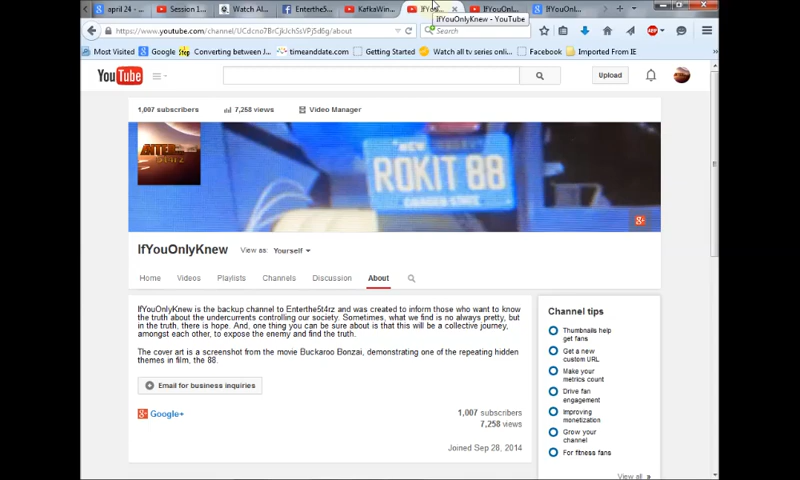 april 24 -
Session 1...
Watch Al...
Enterthe5...
KafkaWin...
IfYouOnl...
IfYouOnl...
IfYouOnlyKnew - YouTube
https://www.youtube.com/channel/
/about
Search
Most Visited
Google
Step
Converting between J...
timeanddate.com
Watch all tv series onli...
Facebook
Imported From IE
YouTube
Upload
1,007 subscribers
7,258 views
Video Manager
ROKIT 88
IfYouOnlyKnew
View as: Yourself
Home
Videos
Playlists
Channels
Discussion
About
IfYouOnlyKnew is the backup channel to Enterthe5t4rz and was created to inform those who want to know
the truth about the undercurrents controlling our society. Sometimes, what we find is no always pretty, but
in the truth, there is hope. And, one thing you can be sure about is that this will be a collective journey,
amongst each other, to expose the enemy and find the truth.
The cover art is a screenshot from the movie Buckaroo Bonzai, demonstrating one of the repeating hidden
themes in film, the 88.
Email for business inquiries
Google+
1,007 subscribers
7,258 views
Joined Sep 28, 2014
Channel tips
Thumbnails help
get fans
Get a new
custom URL
Make your
metrics count
Drive fan
engagement
Improving
monetization
Grow your
channel
For fitness fans
View all »